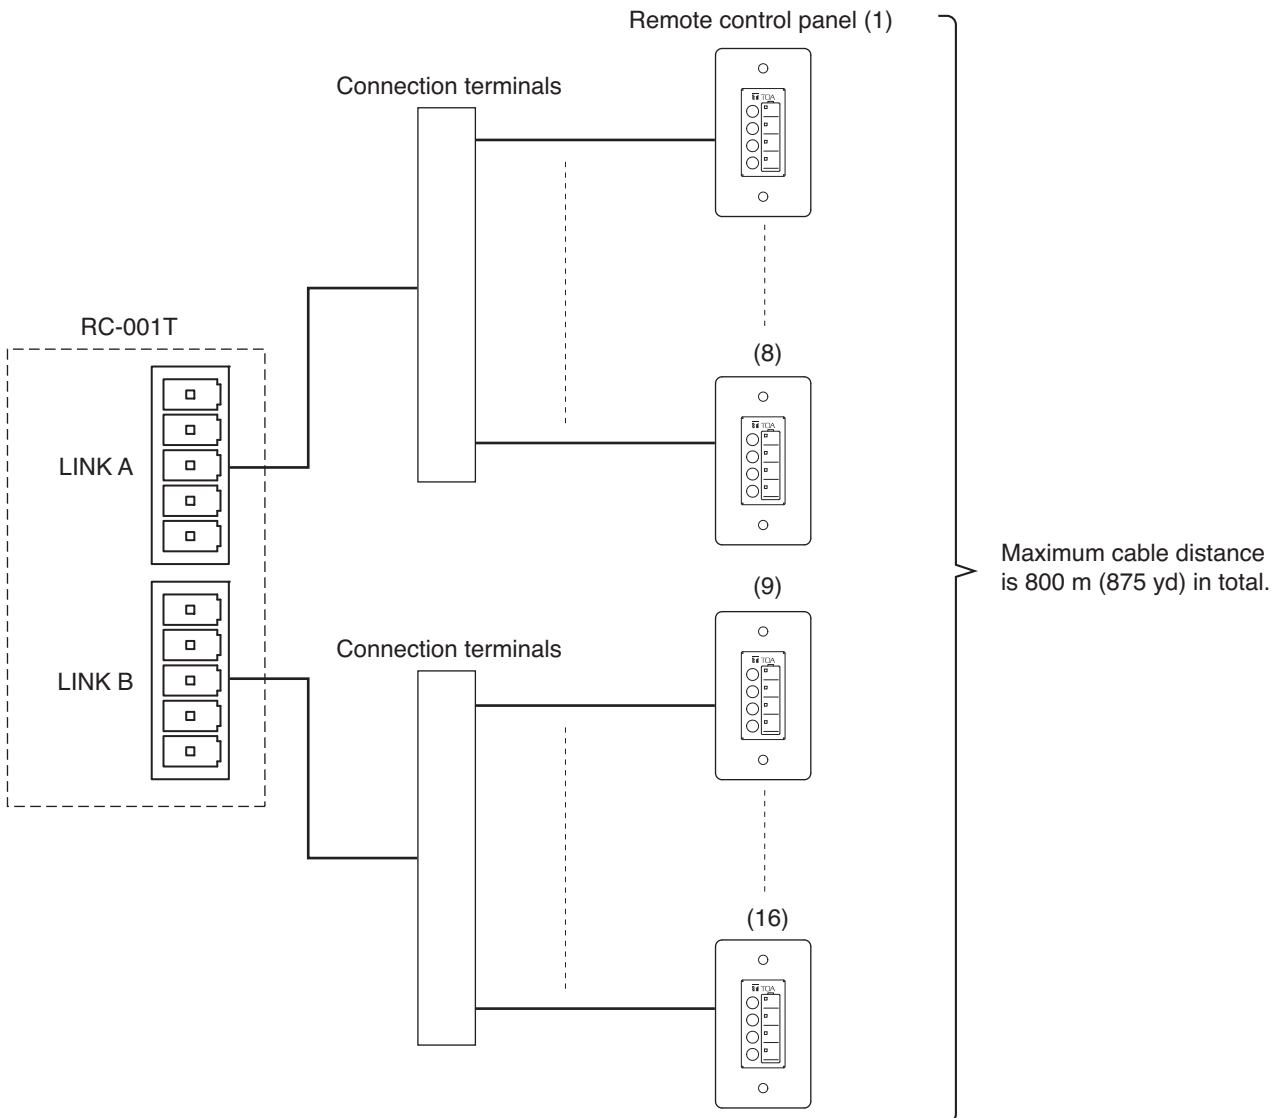 Remote control panel (1)
Connection terminals
TOA
RC-001T
(8)
TOA
LINK A
Maximum cable distance
is 800 m (875 yd) in total.
(9)
Connection terminals
TOA
LINK B
(16)
TOA